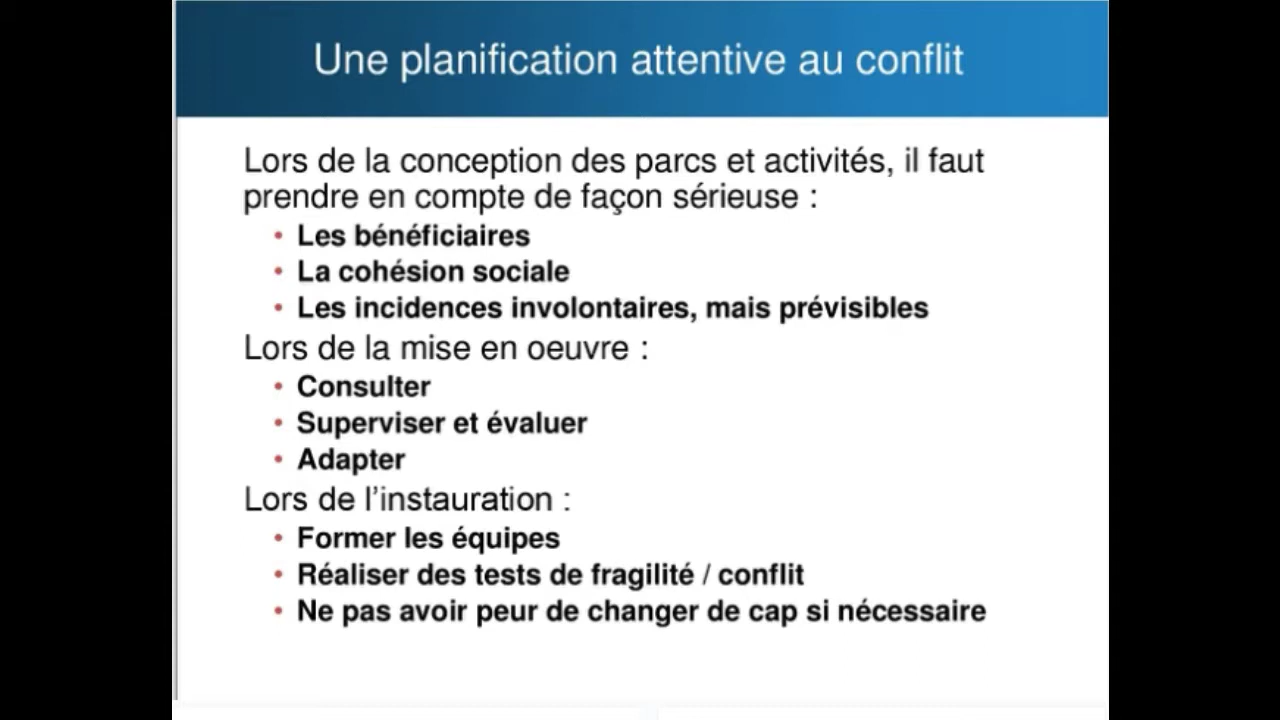 Une planification attentive au conflit
Lors de la conception des parcs et activités, il faut
prendre en compte de façon sérieuse :
• Les bénéficiaires
• La cohésion sociale
• Les incidences involontaires, mais prévisibles
Lors de la mise en oeuvre :
• Consulter
• Superviser et évaluer
• Adapter
Lors de l’instauration :
• Former les équipes
• Réaliser des tests de fragilité / conflit
• Ne pas avoir peur de changer de cap si nécessaire